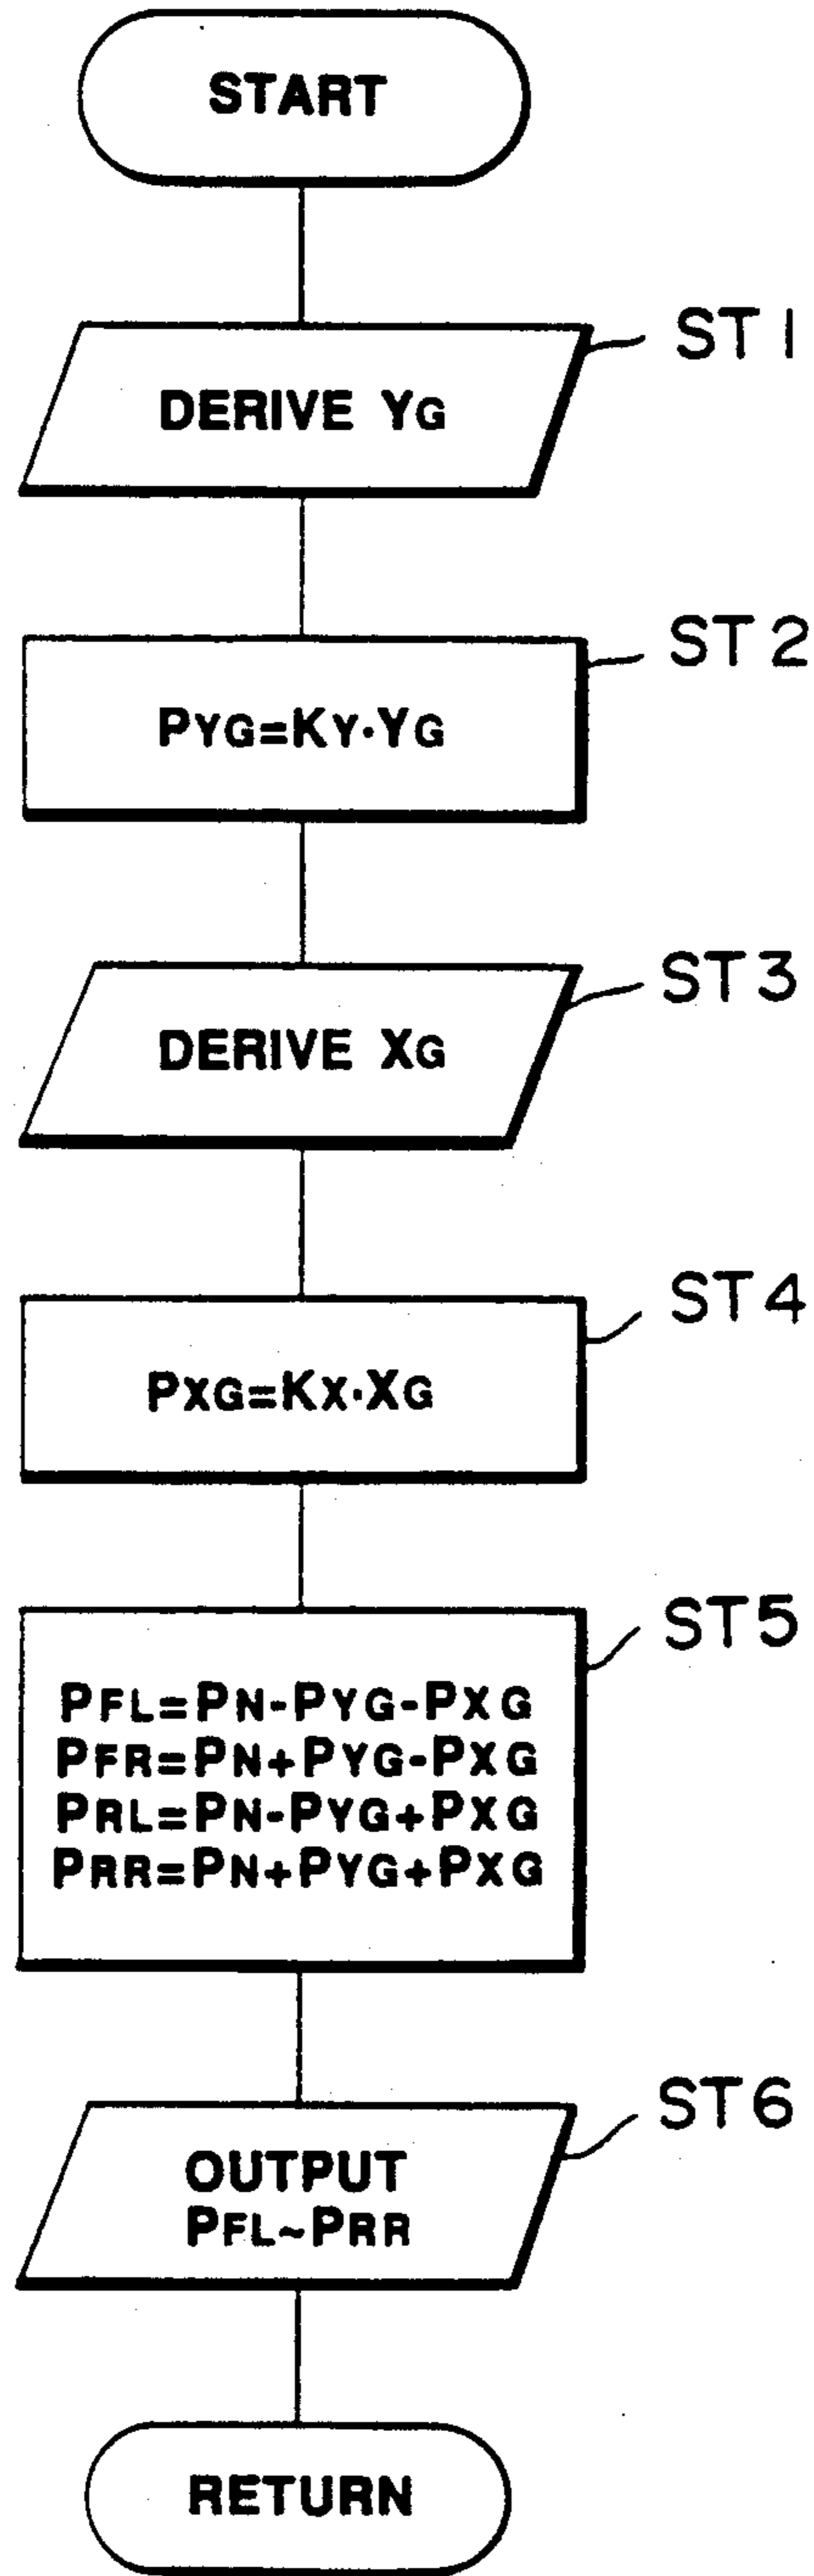 START
ST1
DERIVE YG
ST2
PYG=KY·YG
ST3
DERIVE XG
ST4
PXG=KX·XG
ST5
PFL=PN-PYG-PXG
PFR=PN+PYG-PXG
PRL=PN-PYG+PXG
PRR=PN+PYG+PXG
ST6
OUTPUT
PFL~PRR
RETURN